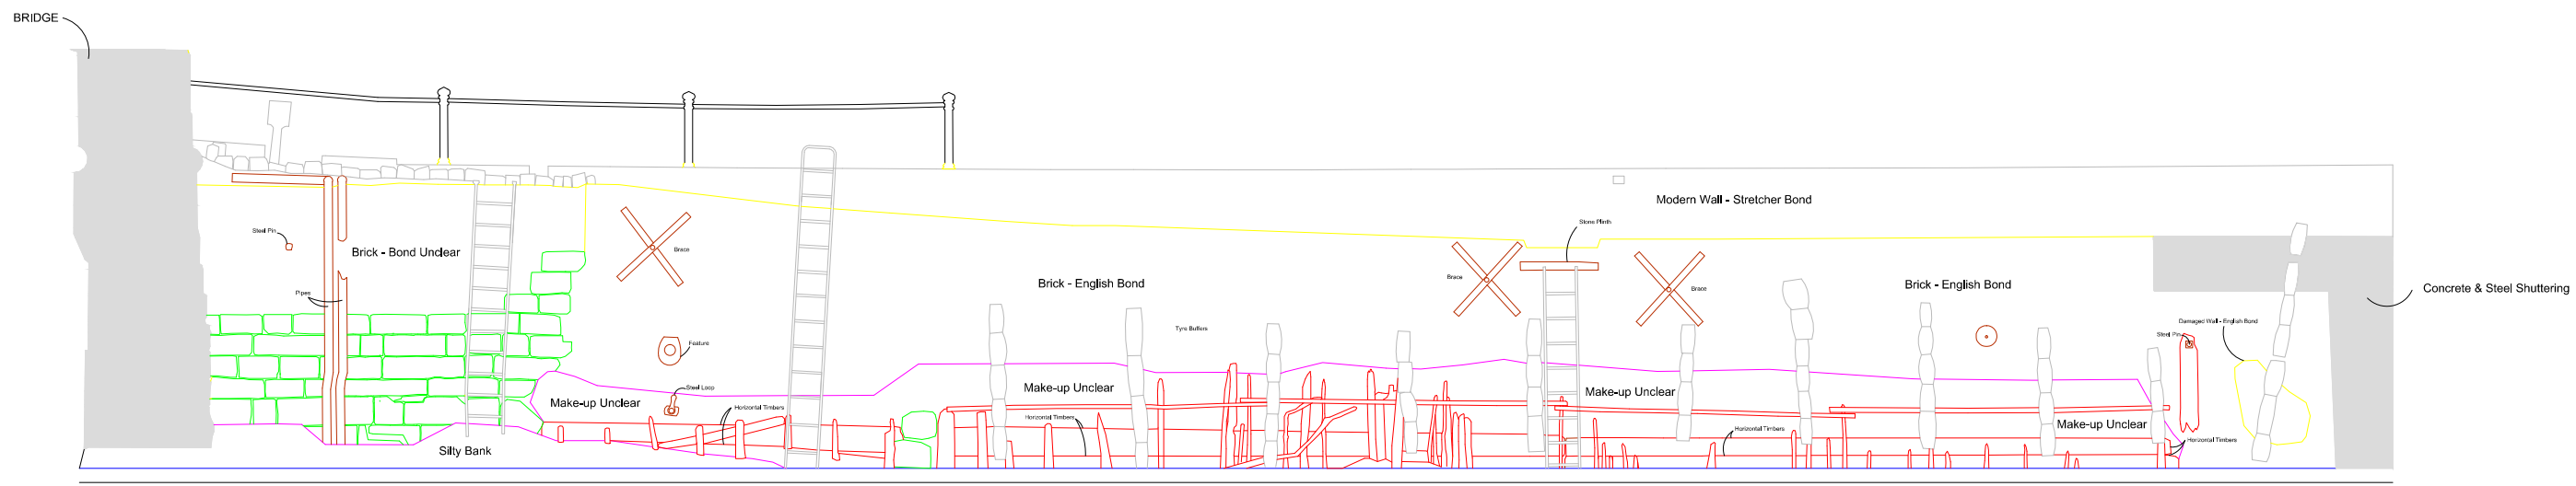 BRIDGE
Modern Wall - Stretcher Bond
Stone Plinth
Steel Pin
Brick - Bond Unclear
Brace
Brace
Brace
Brick - English Bond
Brick - English Bond
Concrete & Steel Shuttering
Pipes
Tyre Buffers
Damaged Wall - English Bond
Steel Pin
Feature
Steel Loop
Make-up Unclear
Make-up Unclear
Make-up Unclear
Horizontal Timbers
Horizontal Timbers
Make-up Unclear
Horizontal Timbers
Horizontal Timbers
Silty Bank